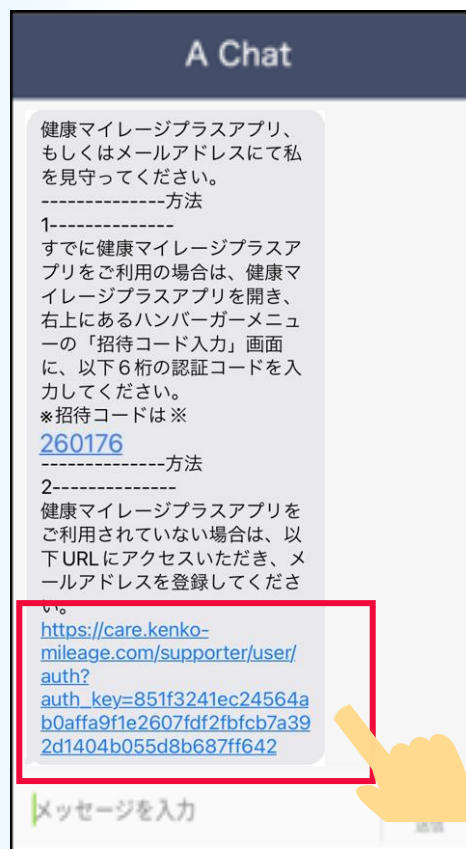 A Chat
健康マイレージプラスアプリ、
もしくはメールアドレスにて私
を見守ってください。
--------------方法
1--------------
すでに健康マイレージプラスア
プリをご利用の場合は、健康マ
イレージプラスアプリを開き、
右上にあるハンバーガーメニュ
ーの「招待コード入力」画面
に、以下６桁の認証コードを入
力してください。
※招待コードは※
260176
--------------方法
2--------------
健康マイレージプラスアプリを
ご利用されていない場合は、以
下URLにアクセスいただき、メ
ールアドレスを登録してくださ
い。
https://care.kenko-
mileage.com/supporter/user/
auth?
auth_key=851f3241ec24564a
b0affa9f1e2607fdf2fbfcb7a39
2d1404b055d8b687ff642
メッセージを入力
送信